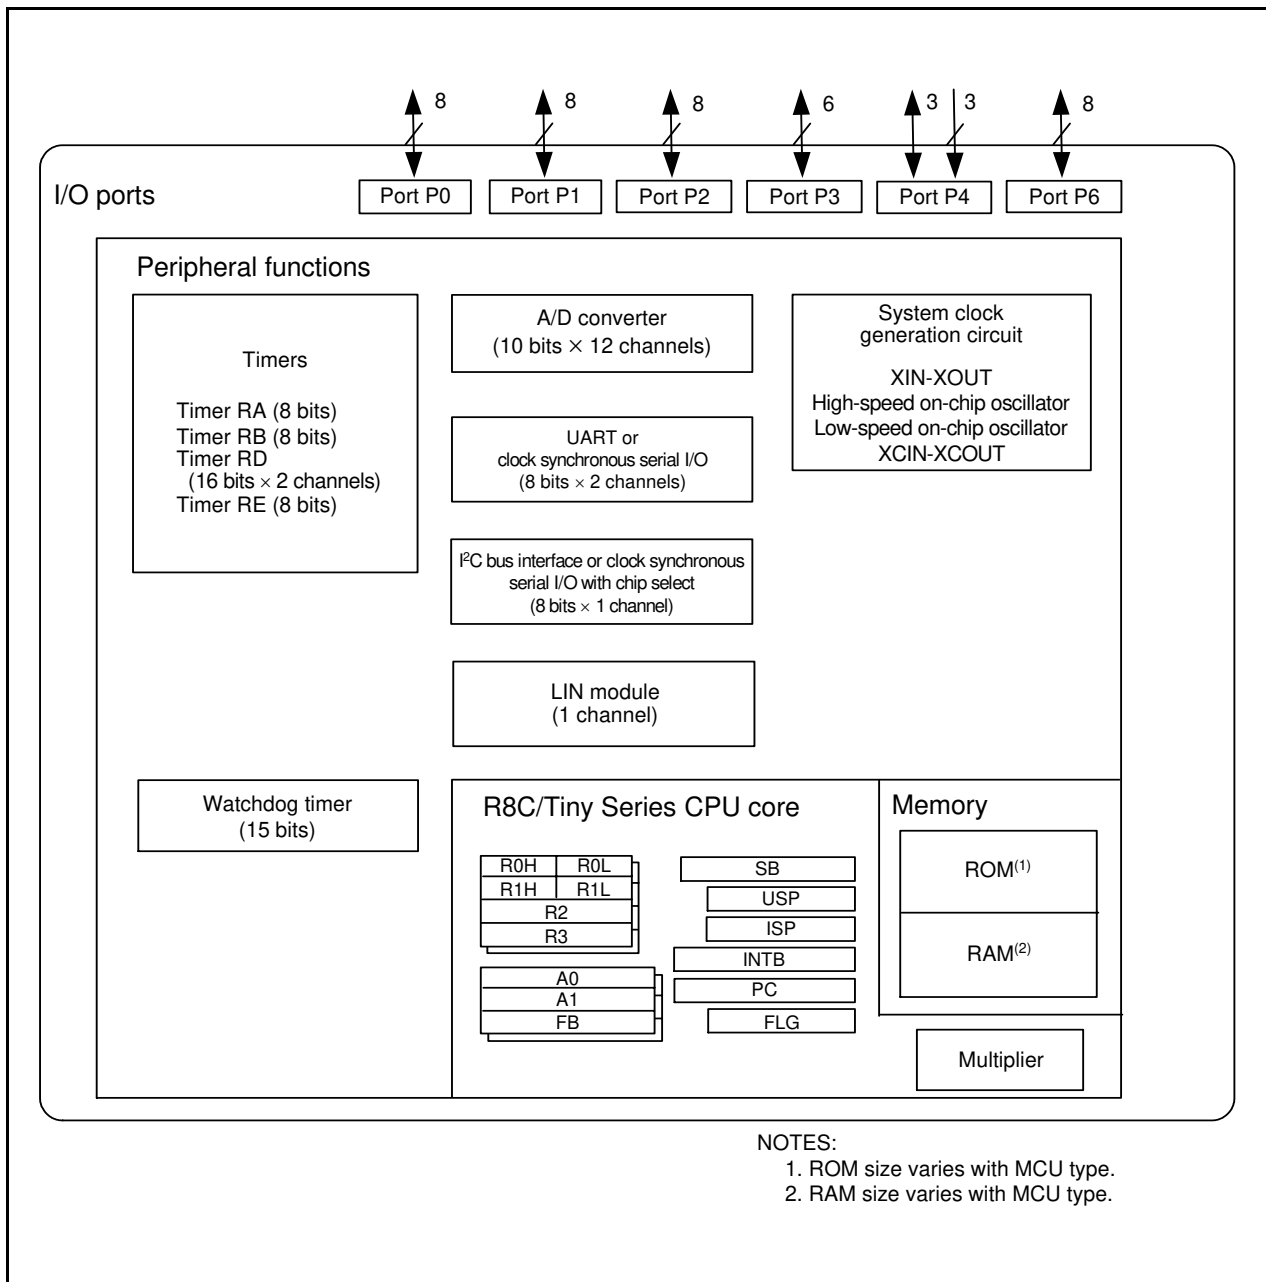 8 8 8 6 3 3 8
I/O ports
Port P0 Port P1 Port P2 Port P3 Port P4 Port P6
Peripheral functions
Timers
Timer RA (8 bits)
Timer RB (8 bits)
Timer RD
(16 bits × 2 channels)
Timer RE (8 bits)
A/D converter
(10 bits × 12 channels)
UART or
clock synchronous serial I/O
(8 bits × 2 channels)
I²C bus interface or clock synchronous
serial I/O with chip select
(8 bits × 1 channel)
LIN module
(1 channel)
System clock
generation circuit
XIN-XOUT
High-speed on-chip oscillator
Low-speed on-chip oscillator
XCIN-XCOUT
Watchdog timer
(15 bits)
R8C/Tiny Series CPU core
R0H R0L
R1H R1L
R2
R3
A0
A1
FB
SB
USP
ISP
INTB
PC
FLG
Memory
ROM(1)
RAM(2)
Multiplier
NOTES:
1. ROM size varies with MCU type.
2. RAM size varies with MCU type.